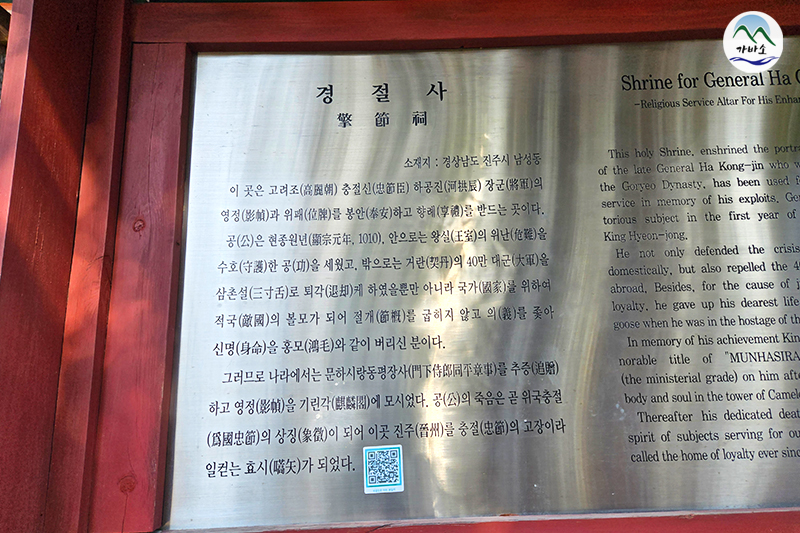 가바소
경절사
擎節祠
소재지 : 경상남도 진주시 남성동
이 곳은 고려조(高麗朝) 충절신(忠節臣) 하공진(河拱辰) 장군(將軍)의
영정(影幀)과 위패(位牌)를 봉안(奉安)하고 향례(享禮)를 받드는 곳이다.
공(公)은 현종원년(顯宗元年, 1010), 안으로는 왕실(王室)의 위난(危難)을
수호(守護)한 공(功)을 세웠고, 밖으로는 거란(契丹)의 40만 대군(大軍)을
삼촌설(三寸舌)로 퇴각(退却)케 하였을뿐만 아니라 국가(國家)를 위하여
적국(敵國)의 볼모가 되어 절개(節槪)를 굽히지 않고 의(義)를 좇아
신명(身命)을 홍모(鴻毛)와 같이 버리신 분이다.
그러므로 나라에서는 문하시랑동평장사(門下侍郎同平章事)를 추증(追贈)
하고 영정(影幀)을 기린각(麒麟閣)에 모시었다. 공(公)의 죽음은 곧 위국충절
(爲國忠節)의 상징(象徵)이 되어 이곳 진주(晉州)를 충절(忠節)의 고장이라
일컫는 효시(嚆矢)가 되었다.
Shrine for General Ha
-Religious Service Altar For His
This holy Shrine, enshrined the
of the late General Ha Kong-jin who
the Goryeo Dynasty, has been used
service in memory of his exploits.
torious subject in the first year of
King Hyeon-jong.
He not only defended the
domestically, but also repelled the
abroad. Besides, for the cause of
loyalty, he gave up his dearest life
goose when he was in the hostage of
In memory of his achievement
norable title of "MUNHASIRA
(the ministerial grade) on him
body and soul in the tower of
Thereafter his dedicated
spirit of subjects serving for
called the home of loyalty ever